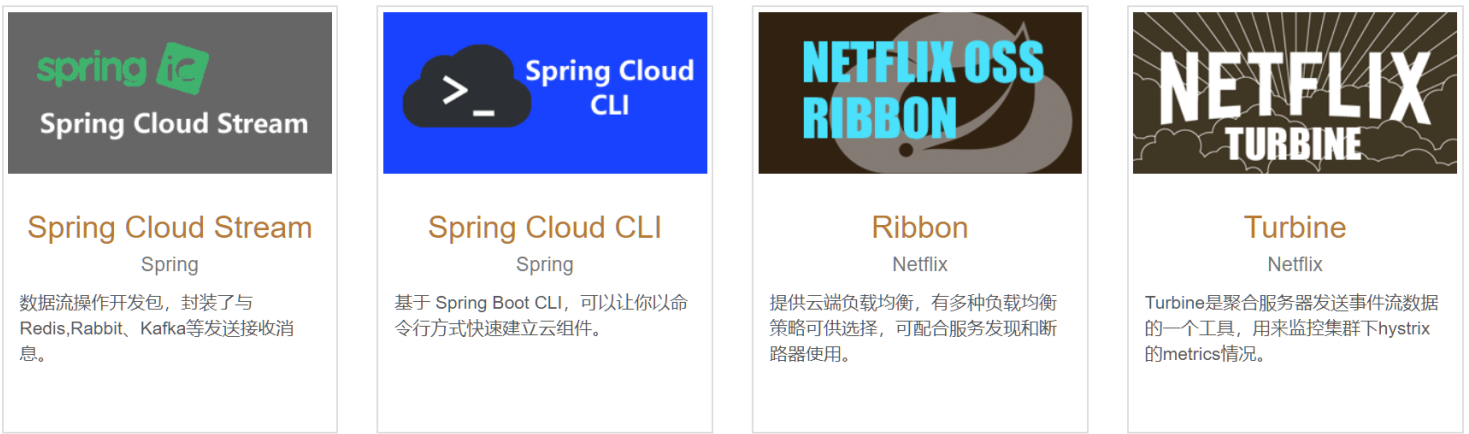 spring io
Spring Cloud Stream
Spring Cloud Stream
Spring
数据流操作开发包，封装了与
Redis,Rabbit、Kafka等发送接收消
息。
>_
Spring Cloud
CLI
Spring Cloud CLI
Spring
基于 Spring Boot CLI，可以让你以命
令行方式快速建立云组件。
NETFLIX OSS
RIBBON
Ribbon
Netflix
提供云端负载均衡，有多种负载均衡
策略可供选择，可配合服务发现和断
路器使用。
NETFLIX
TURBINE
Turbine
Netflix
Turbine是聚合服务器发送事件流数据
的一个工具，用来监控集群下hystrix
的metrics情况。